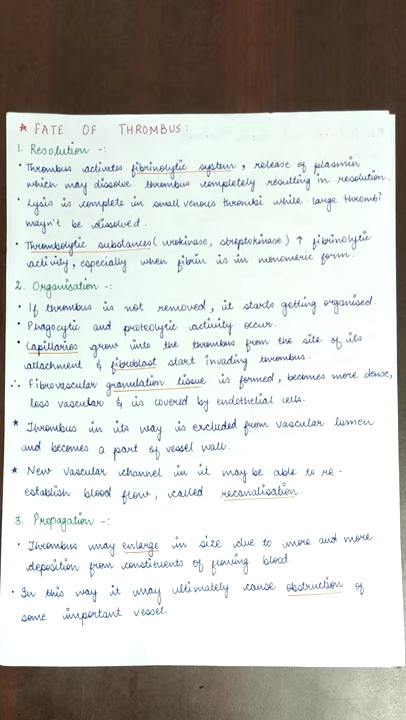 ★ FATE OF THROMBUS:
1. Resolution -:
• Thrombus activates fibrinolytic system, release of plasmin
which may dissolve thrombus completely resulting in resolution.
• Lysis is complete in small venous thrombi while large thrombi
mayn't be dissolved.
• Thrombolytic substances (urokinase, streptokinase) ↑ fibrinolytic
activity, especially when fibrin is in monomeric form.
2. Organisation -:
• If thrombus is not removed, it starts getting organised.
• Phagocytic and proteolytic activity occur.
• Capillaries grow into the thrombus from the site of its
attachment & fibroblast start invading thrombus.
∴ Fibrovascular granulation tissue is formed, becomes more dense,
less vascular & is covered by endothelial cells.
★ Thrombus in its way is excluded from vascular lumen
and becomes a part of vessel wall.
★ New vascular channel in it may be able to re-
establish blood flow, called recanalisation.
3. Propagation -:
• Thrombus may enlarge in size due to more and more
deposition from constituents of flowing blood.
• In this way it may ultimately cause obstruction of
some important vessel.